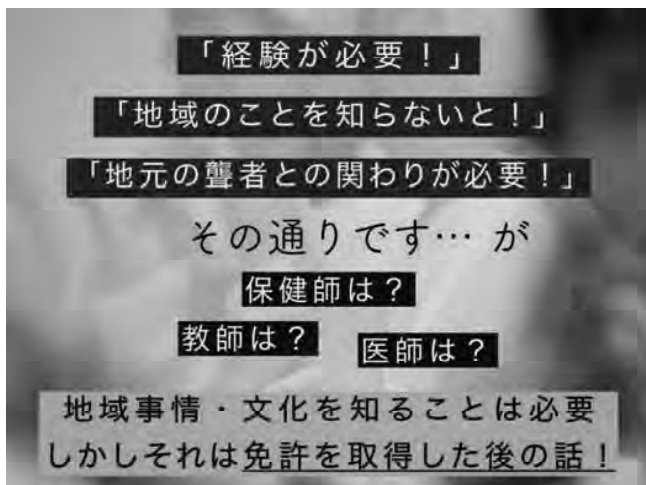 「経験が必要！」
「地域のことを知らないと！」
「地元の聾者との関わりが必要！」
その通りです… が
保健師は？
教師は？
医師は？
地域事情・文化を知ることは必要
しかしそれは免許を取得した後の話！